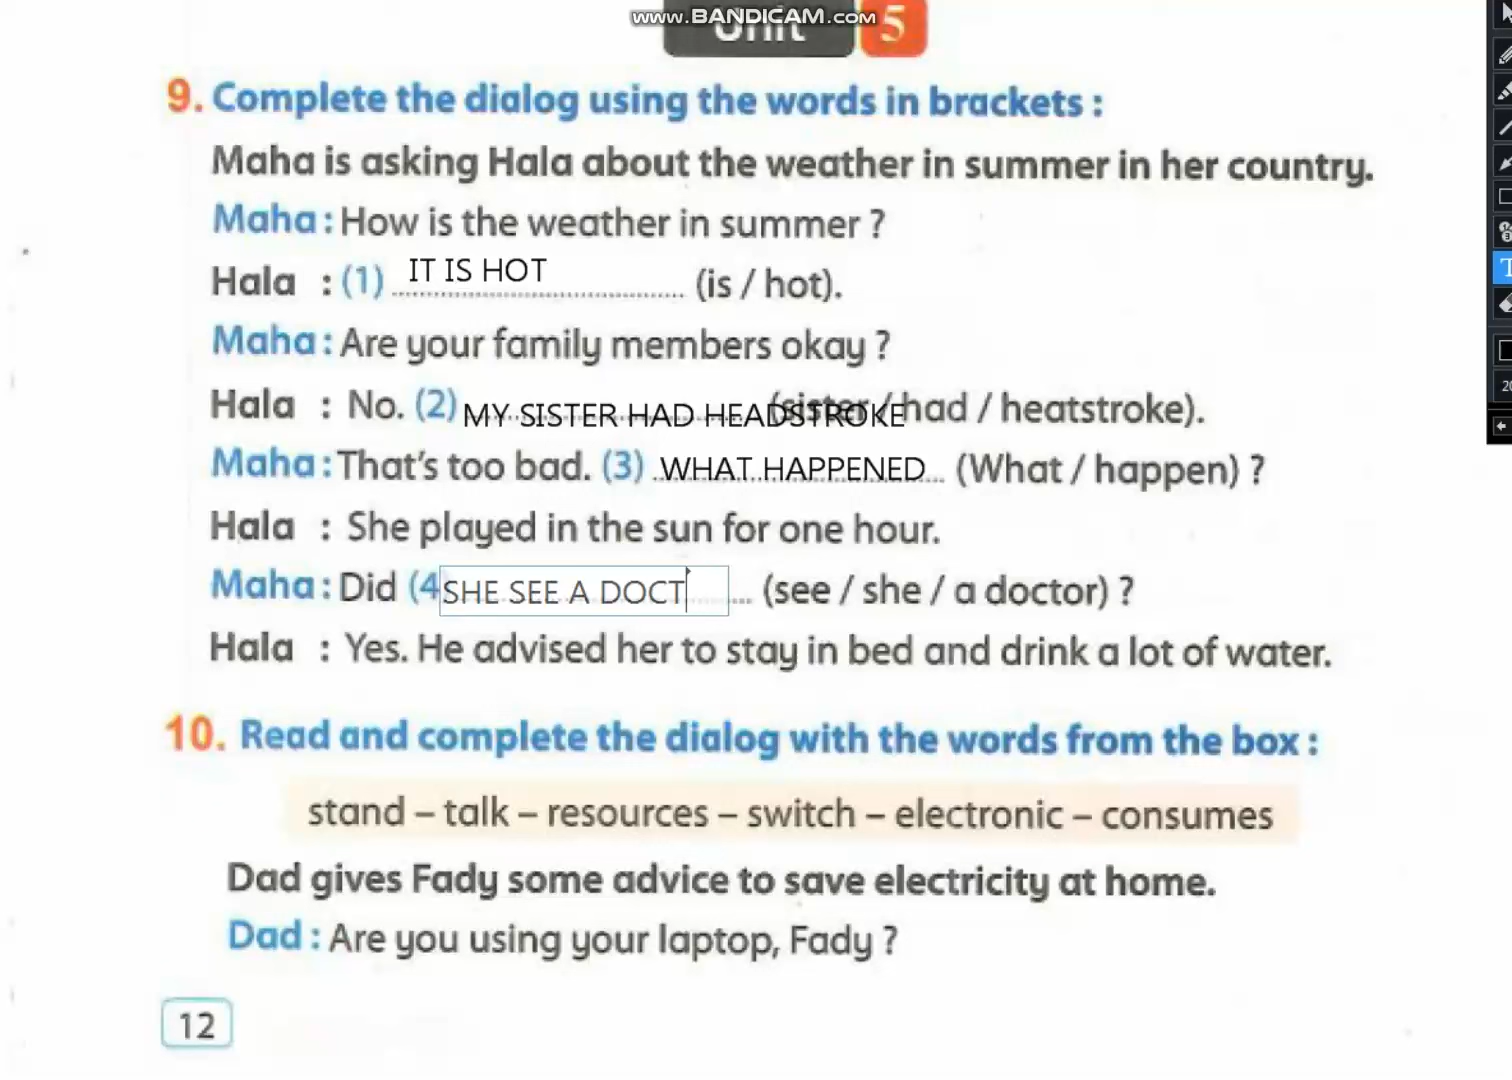 www.BANDICAM.com
Unit 5
9. Complete the dialog using the words in brackets :
Maha is asking Hala about the weather in summer in her country.
Maha : How is the weather in summer ?
Hala : (1) IT IS HOT (is / hot).
Maha : Are your family members okay ?
Hala : No. (2) MY SISTER HAD HEADSTROKE (sister / had / heatstroke).
Maha : That's too bad. (3) WHAT HAPPENED (What / happen) ?
Hala : She played in the sun for one hour.
Maha : Did (4 SHE SEE A DOCT (see / she / a doctor) ?
Hala : Yes. He advised her to stay in bed and drink a lot of water.
10. Read and complete the dialog with the words from the box :
stand – talk – resources – switch – electronic – consumes
Dad gives Fady some advice to save electricity at home.
Dad : Are you using your laptop, Fady ?
12